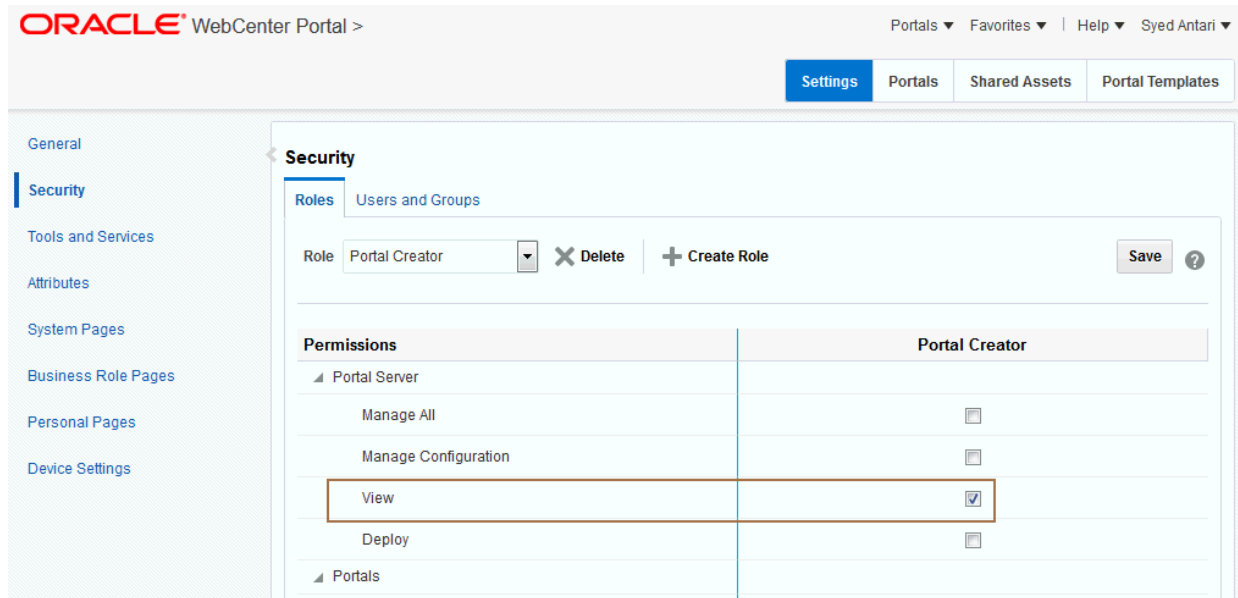 ORACLE WebCenter Portal >
Portals Favorites Help Syed Antari
Settings Portals Shared Assets Portal Templates
General
Security
Tools and Services
Attributes
System Pages
Business Role Pages
Personal Pages
Device Settings
Security
Roles Users and Groups
Role Portal Creator Delete Create Role Save ?
Permissions Portal Creator
Portal Server
Manage All
Manage Configuration
View
Deploy
Portals